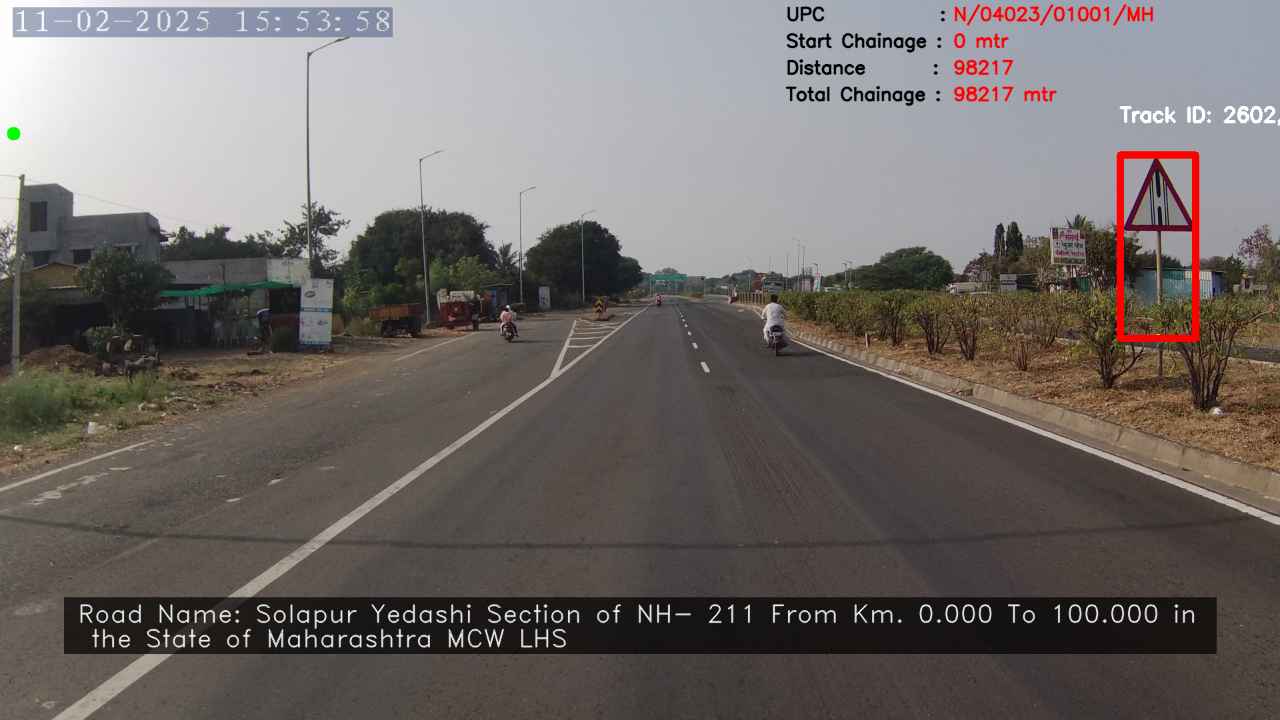 11-02-2025 15:53:58
UPC : N/04023/01001/MH
Start Chainage : 0 mtr
Distance : 98217
Total Chainage : 98217 mtr
Track ID: 2602,
Road Name: Solapur Yedashi Section of NH- 211 From Km. 0.000 To 100.000 in
the State of Maharashtra MCW LHS